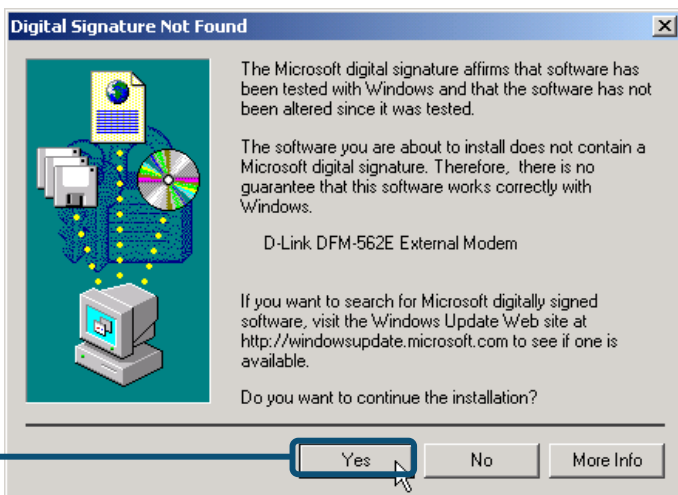 Digital Signature Not Found
The Microsoft digital signature affirms that software has
been tested with Windows and that the software has not
been altered since it was tested.
The software you are about to install does not contain a
Microsoft digital signature. Therefore, there is no
guarantee that this software works correctly with
Windows.
D-Link DFM-562E External Modem
If you want to search for Microsoft digitally signed
software, visit the Windows Update Web site at
http://windowsupdate.microsoft.com to see if one is
available.
Do you want to continue the installation?
Yes No More Info